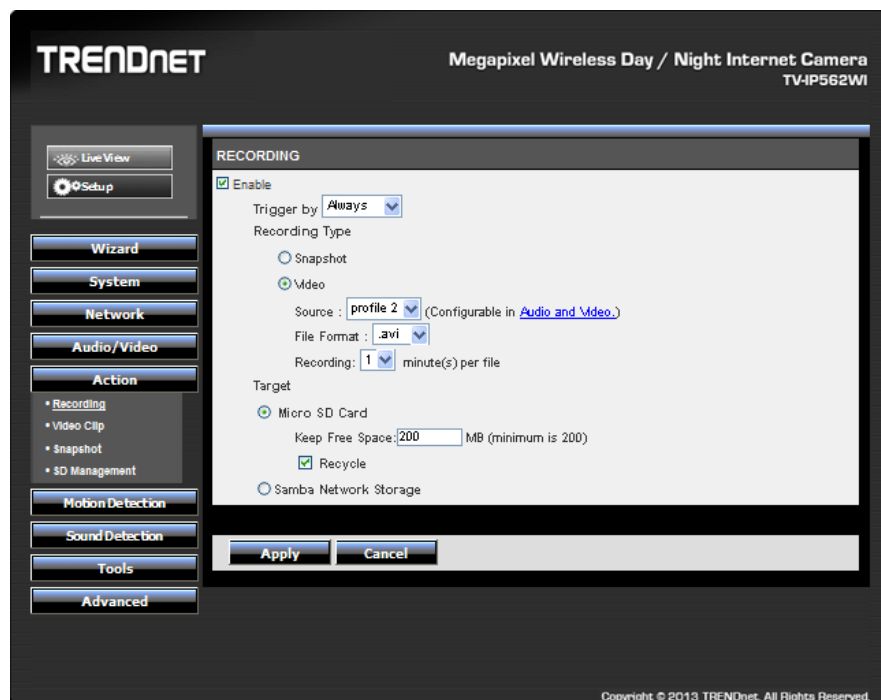 TRENDNET
Megapixel Wireless Day / Night Internet Camera
TV-IP562WI
Live View
Setup
Wizard
System
Network
Audio/Video
Action
• Recording
• Video Clip
• Snapshot
• SD Management
Motion Detection
Sound Detection
Tools
Advanced
RECORDING
Enable
Trigger by Always
Recording Type
Snapshot
Video
Source : profile 2 (Configurable in Audio and Video.)
File Format : .avi
Recording: 1 minute(s) per file
Target
Micro SD Card
Keep Free Space: 200 MB (minimum is 200)
Recycle
Samba Network Storage
Apply Cancel
Copyright © 2013 TRENDnet. All Rights Reserved.